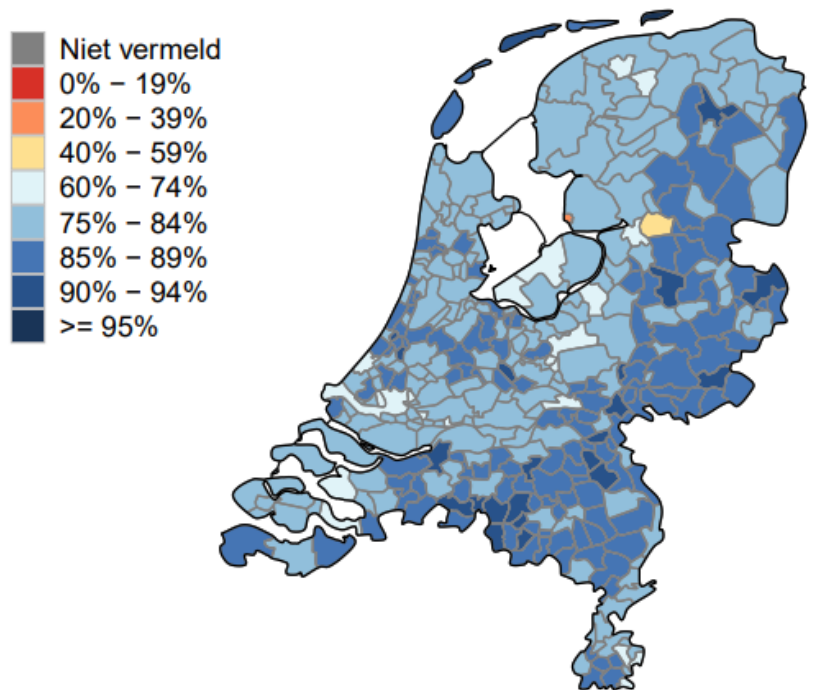 Niet vermeld
0% − 19%
20% − 39%
40% − 59%
60% − 74%
75% − 84%
85% − 89%
90% − 94%
>= 95%